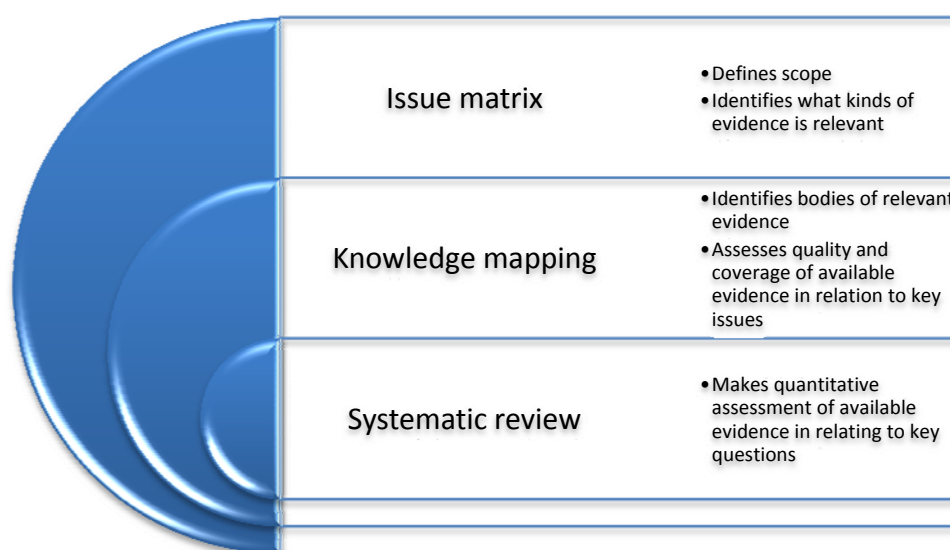 Issue matrix
•Defines scope
•Identifies what kinds of
evidence is relevant
Knowledge mapping
•Identifies bodies of relevant
evidence
•Assesses quality and
coverage of available
evidence in relation to key
issues
Systematic review
•Makes quantitative
assessment of available
evidence in relating to key
questions